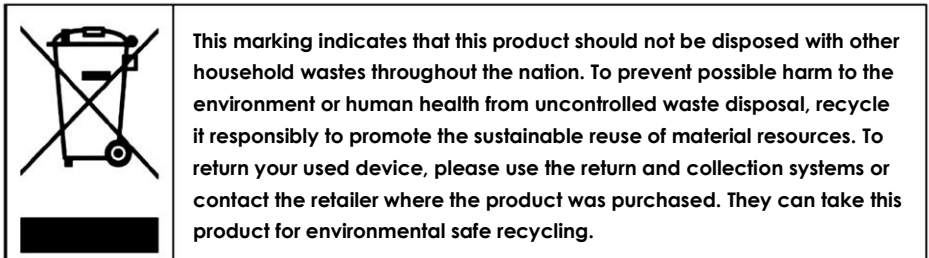 This marking indicates that this product should not be disposed with other
household wastes throughout the nation. To prevent possible harm to the
environment or human health from uncontrolled waste disposal, recycle
it responsibly to promote the sustainable reuse of material resources. To
return your used device, please use the return and collection systems or
contact the retailer where the product was purchased. They can take this
product for environmental safe recycling.